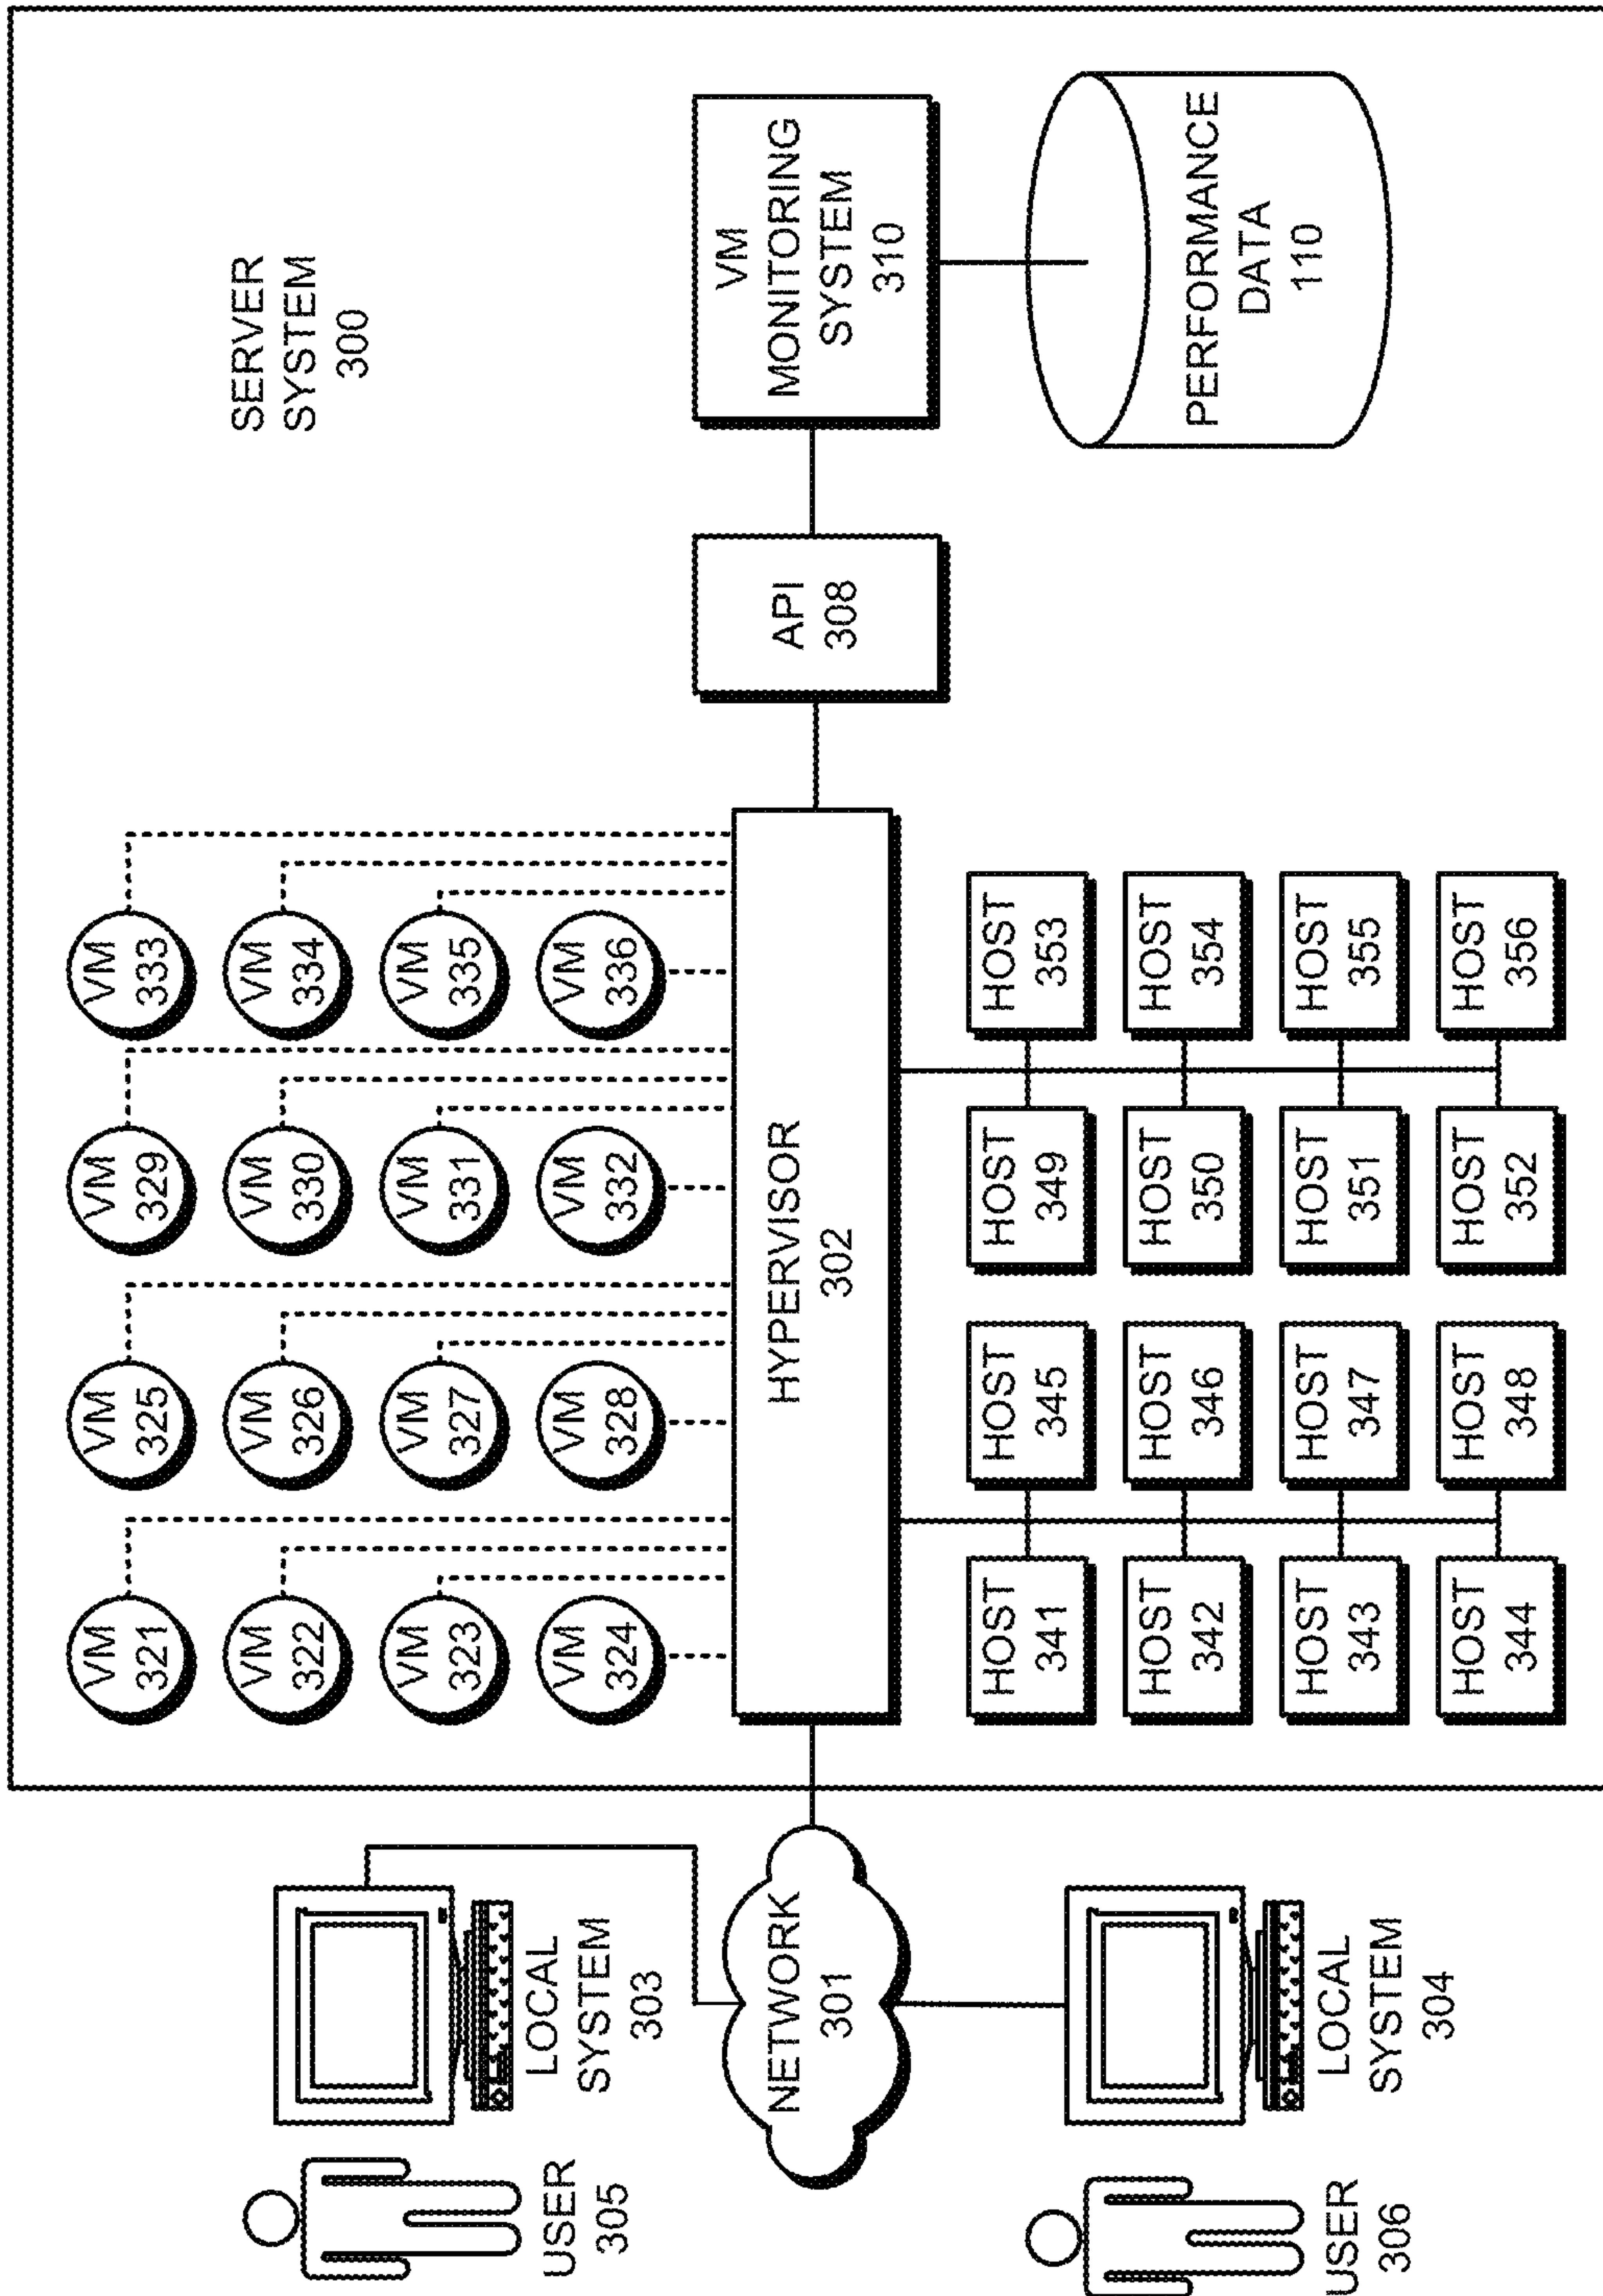 SERVER
SYSTEM
300
USER
305
LOCAL
SYSTEM
303
VM
321
VM
325
VM
329
VM
333
VM
322
VM
326
VM
330
VM
334
VM
323
VM
327
VM
331
VM
335
VM
324
VM
328
VM
332
VM
336
NETWORK
301
HYPERVISOR
302
API
308
VM
MONITORING
SYSTEM
310
HOST
341
HOST
345
HOST
349
HOST
353
HOST
342
HOST
346
HOST
350
HOST
354
HOST
343
HOST
347
HOST
351
HOST
355
HOST
344
HOST
348
HOST
352
HOST
356
PERFORMANCE
DATA
110
USER
306
LOCAL
SYSTEM
304